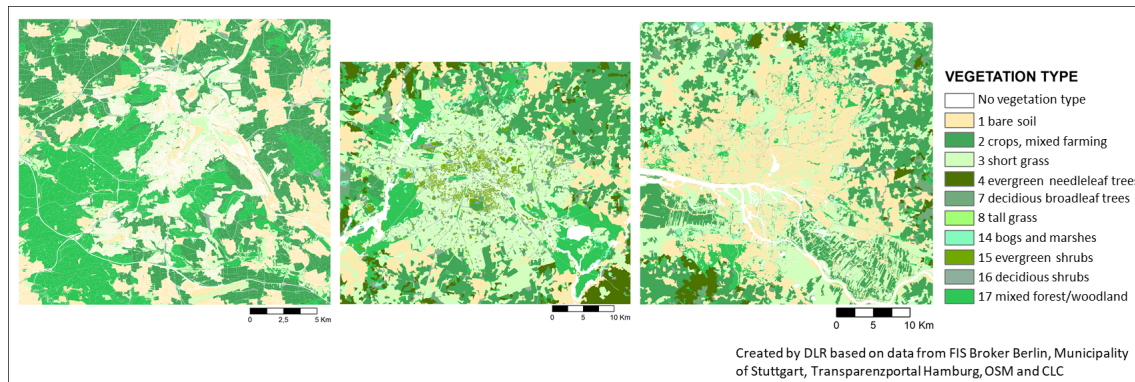 VEGETATION TYPE
No vegetation type
1 bare soil
2 crops, mixed farming
3 short grass
4 evergreen needleleaf trees
7 decidious broadleaf trees
8 tall grass
14 bogs and marshes
15 evergreen shrubs
16 decidious shrubs
17 mixed forest/woodland
0 2,5 5 Km
0 5 10 Km
0 5 10 Km
Created by DLR based on data from FIS Broker Berlin, Municipality
of Stuttgart, Transparenzportal Hamburg, OSM and CLC